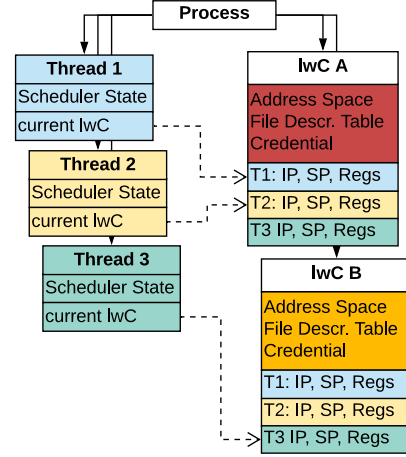 Process
Thread 1
Scheduler State
current lwC
Thread 2
Scheduler State
current lwC
Thread 3
Scheduler State
current lwC
lwC A
Address Space
File Descr. Table
Credential
T1: IP, SP, Regs
T2: IP, SP, Regs
T3 IP, SP, Regs
lwC B
Address Space
File Descr. Table
Credential
T1: IP, SP, Regs
T2: IP, SP, Regs
T3 IP, SP, Regs